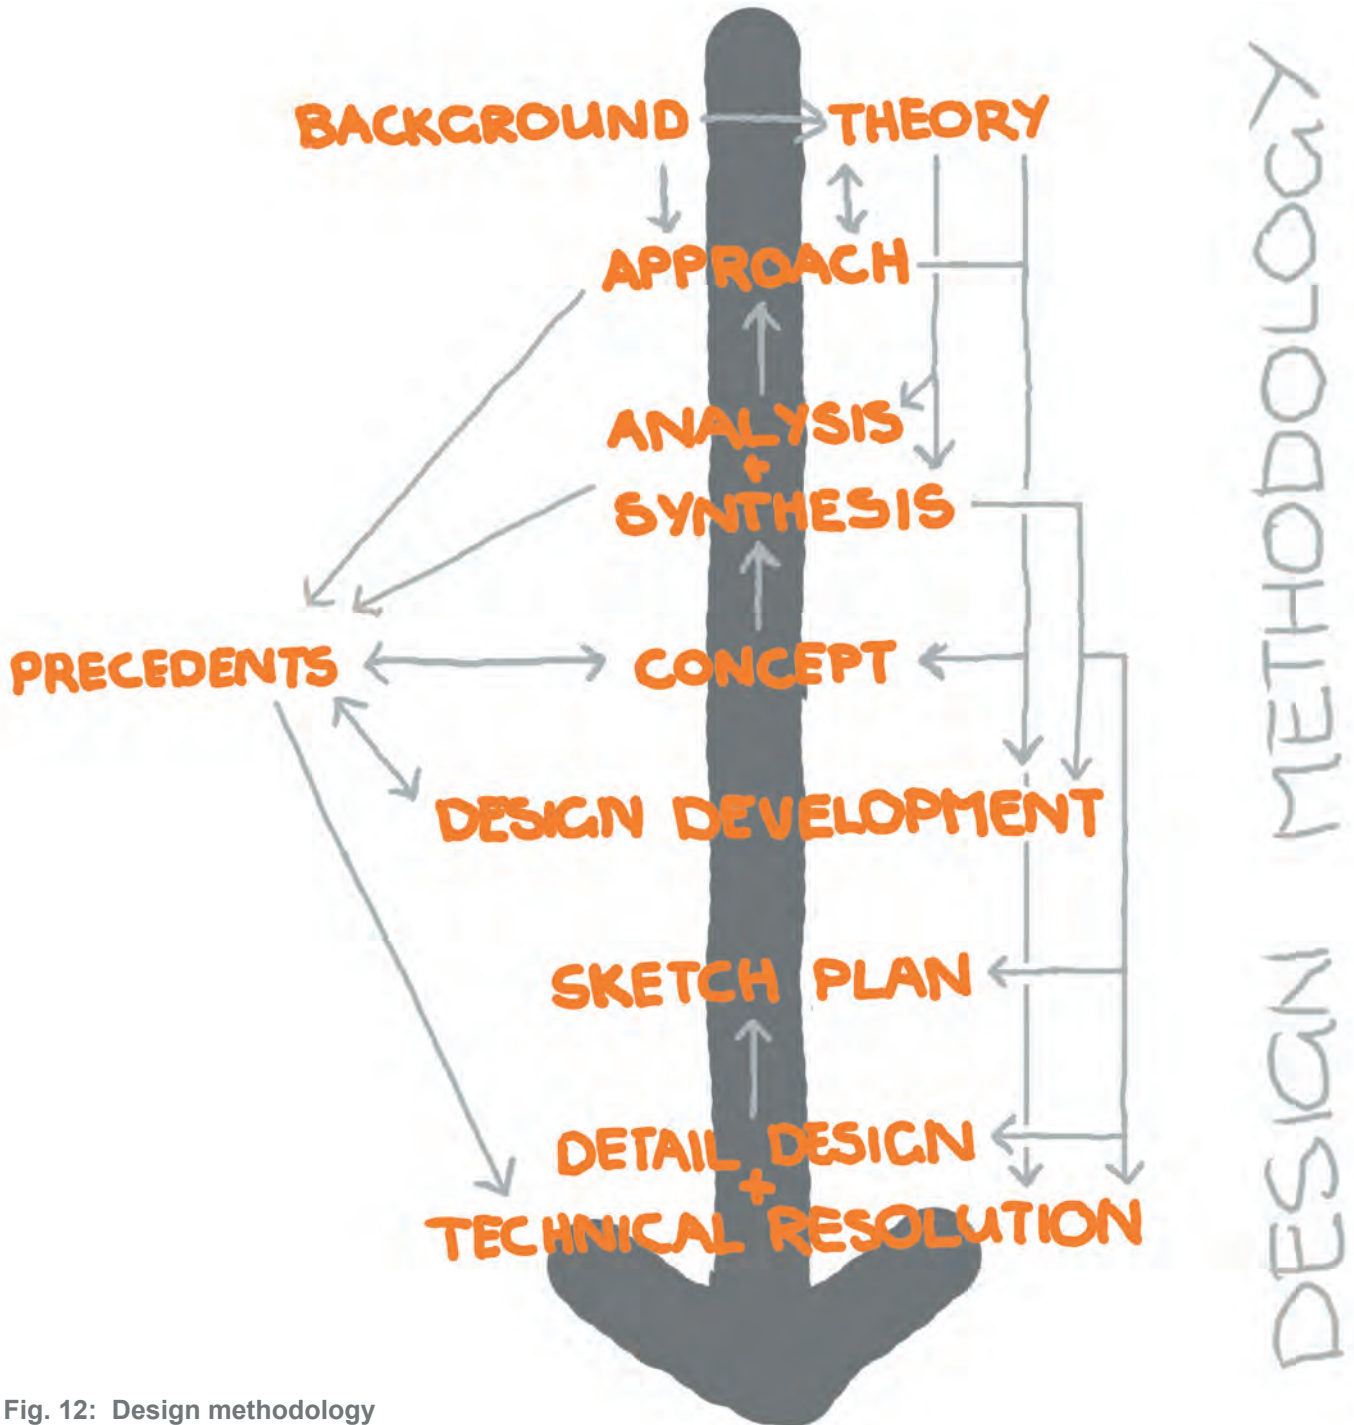 BACKGROUND THEORY
APPROACH
ANALYSIS
+
SYNTHESIS
PRECEDENTS CONCEPT
DESIGN DEVELOPMENT
SKETCH PLAN
DETAIL DESIGN
+
TECHNICAL RESOLUTION
DESIGN METHODOLOGY
Fig. 12: Design methodology